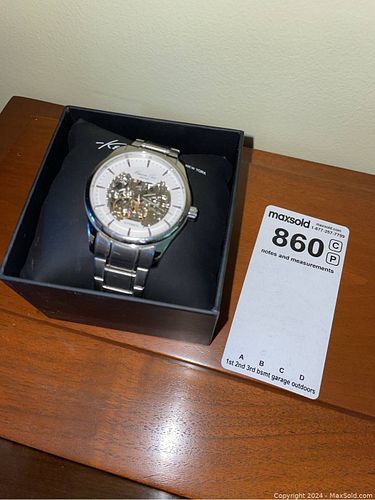 NEW YORK
maxsold
maxsold.com
1-877-257-7799
860 C
P
notes and measurements
A B C D
1st 2nd 3rd bsmt garage outdoors
Copyright 2024 - MaxSold.com